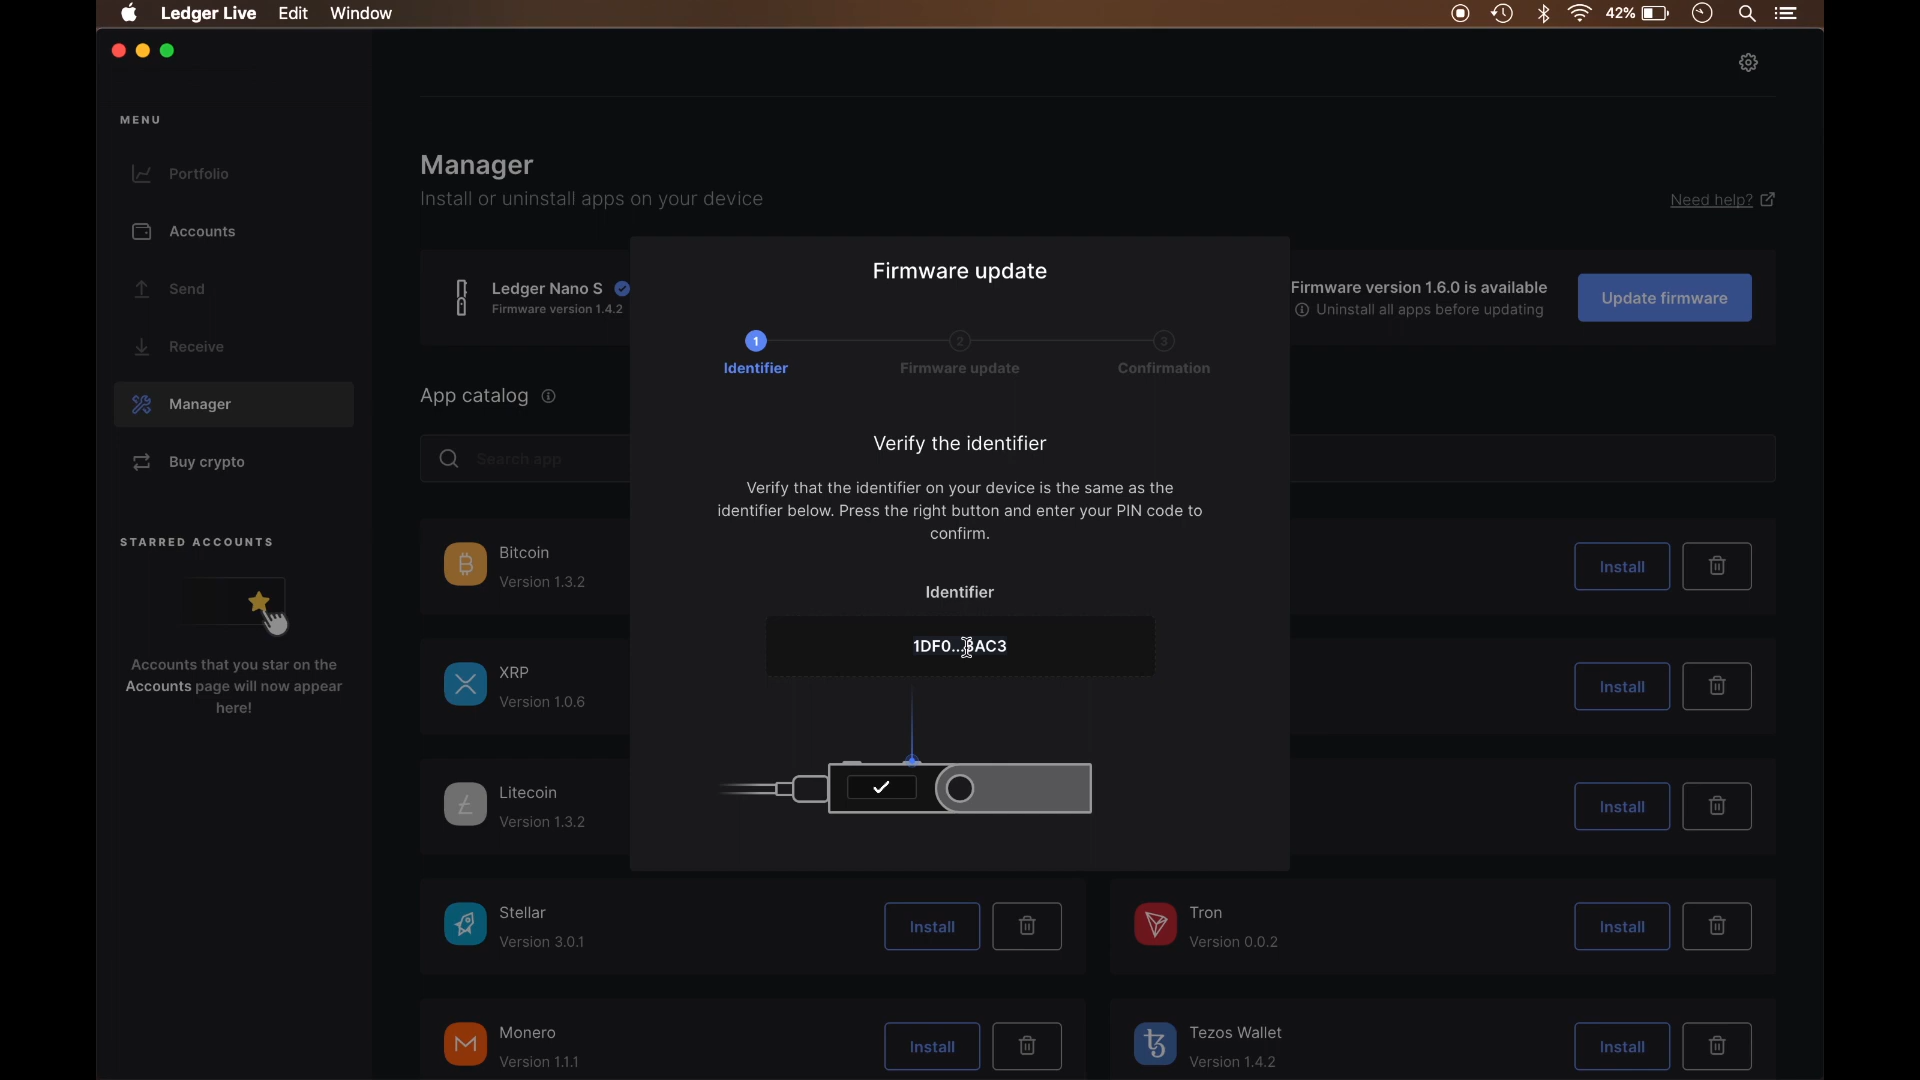 Ledger Live Edit Window
42%
MENU
Portfolio
Accounts
Send
Receive
Manager
Buy crypto
STARRED ACCOUNTS
Accounts that you star on the
Accounts page will now appear
here!
Manager
Install or uninstall apps on your device
Need help?
Ledger Nano S
Firmware version 1.4.2
Firmware version 1.6.0 is available
Uninstall all apps before updating
Update firmware
App catalog
Search app
Firmware update
1
2
3
Identifier
Firmware update
Confirmation
Verify the identifier
Verify that the identifier on your device is the same as the
identifier below. Press the right button and enter your PIN code to
confirm.
Identifier
1DF0...BAC3
Bitcoin
Version 1.3.2
Install
XRP
Version 1.0.6
Install
Litecoin
Version 1.3.2
Install
Stellar
Version 3.0.1
Install
Tron
Version 0.0.2
Install
Monero
Version 1.1.1
Install
Tezos Wallet
Version 1.4.2
Install